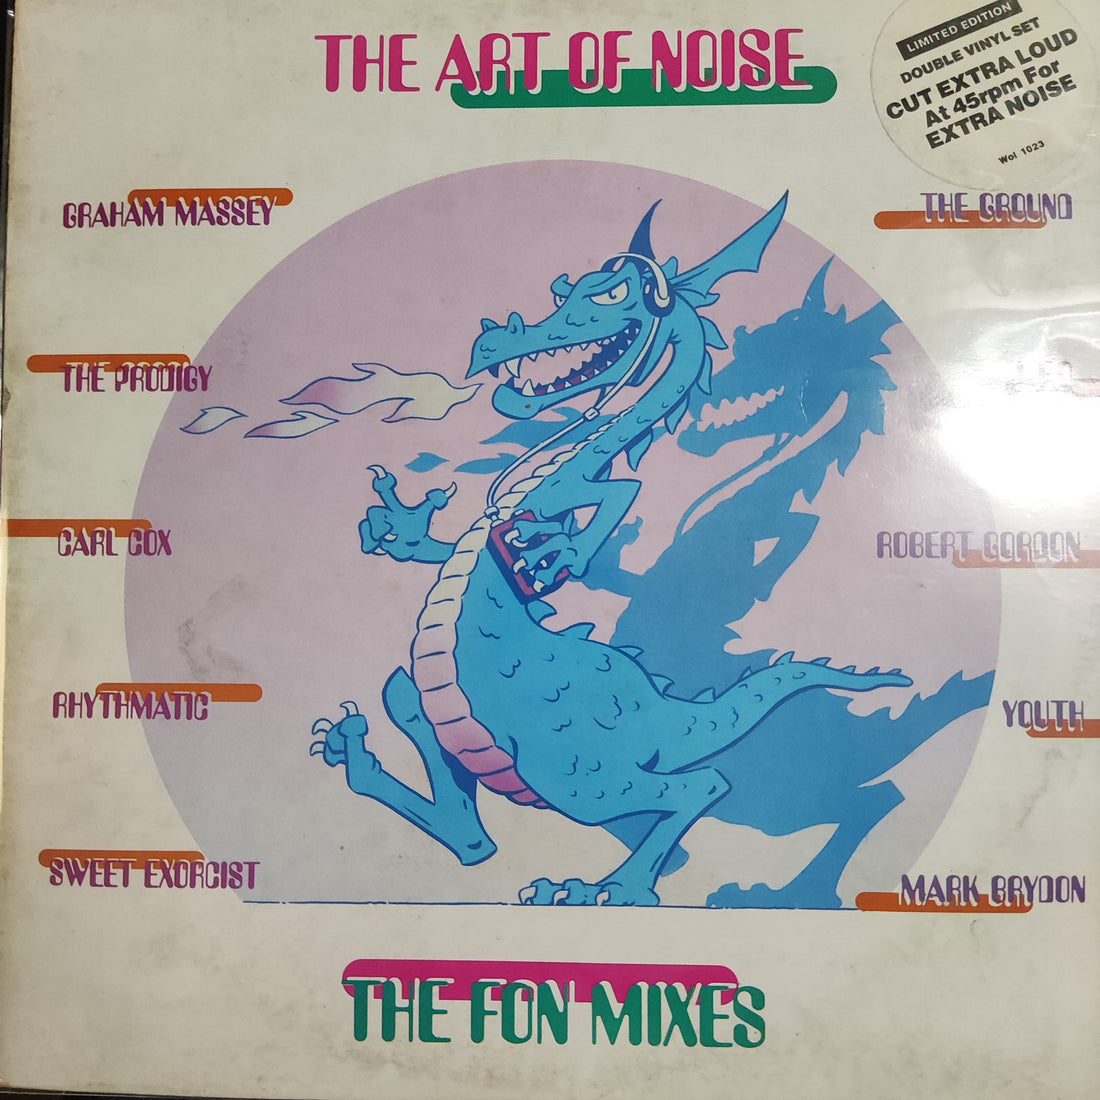 THE ART OF NOISE
LIMITED EDITION
DOUBLE VINYL SET
CUT EXTRA LOUD
At 45rpm For
EXTRA NOISE
Wol 1023
GRAHAM MASSEY
THE GROUND
THE PRODIGY
CARL COX
ROBERT GORDON
RHYTHMATIC
YOUTH
SWEET EXORCIST
MARK BRYDON
THE FON MIXES